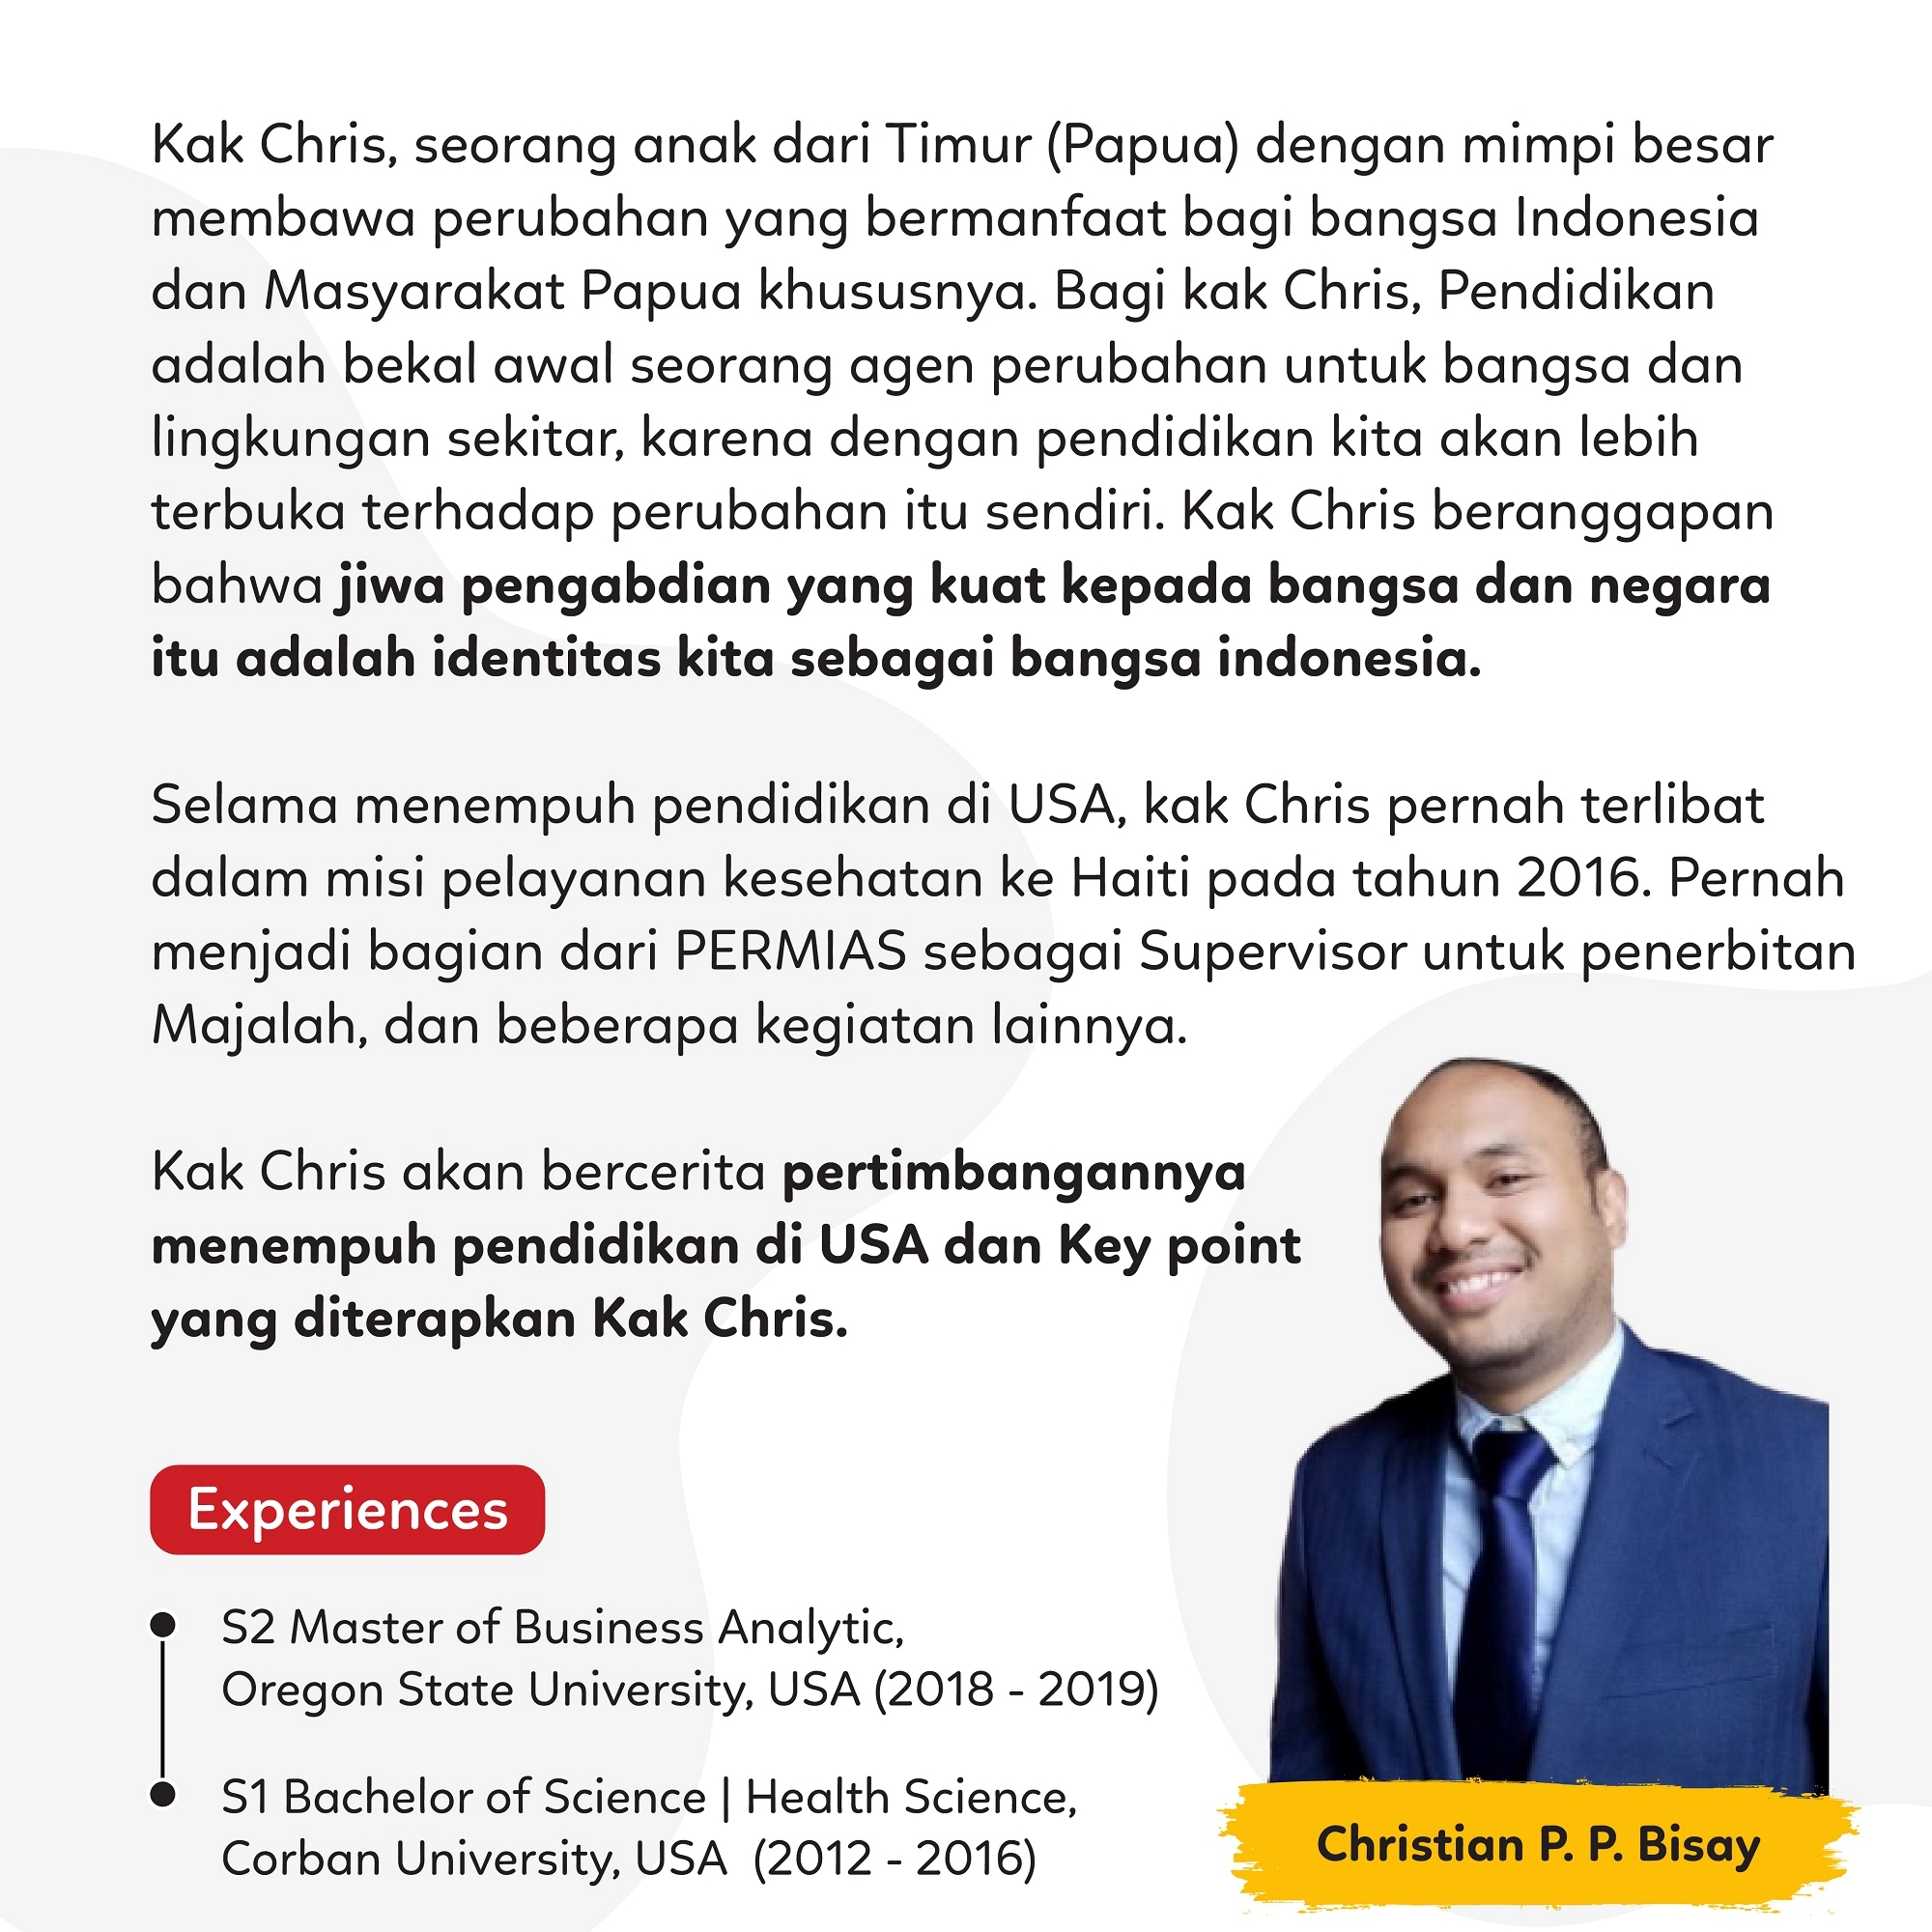 Kak Chris, seorang anak dari Timur (Papua) dengan mimpi besar
membawa perubahan yang bermanfaat bagi bangsa Indonesia
dan Masyarakat Papua khususnya. Bagi kak Chris, Pendidikan
adalah bekal awal seorang agen perubahan untuk bangsa dan
lingkungan sekitar, karena dengan pendidikan kita akan lebih
terbuka terhadap perubahan itu sendiri. Kak Chris beranggapan
bahwa jiwa pengabdian yang kuat kepada bangsa dan negara
itu adalah identitas kita sebagai bangsa indonesia.
Selama menempuh pendidikan di USA, kak Chris pernah terlibat
dalam misi pelayanan kesehatan ke Haiti pada tahun 2016. Pernah
menjadi bagian dari PERMIAS sebagai Supervisor untuk penerbitan
Majalah, dan beberapa kegiatan lainnya.
Kak Chris akan bercerita pertimbangannya
menempuh pendidikan di USA dan Key point
yang diterapkan Kak Chris.
Experiences
S2 Master of Business Analytic,
Oregon State University, USA (2018 - 2019)
S1 Bachelor of Science | Health Science,
Corban University, USA (2012 - 2016)
Christian P. P. Bisay